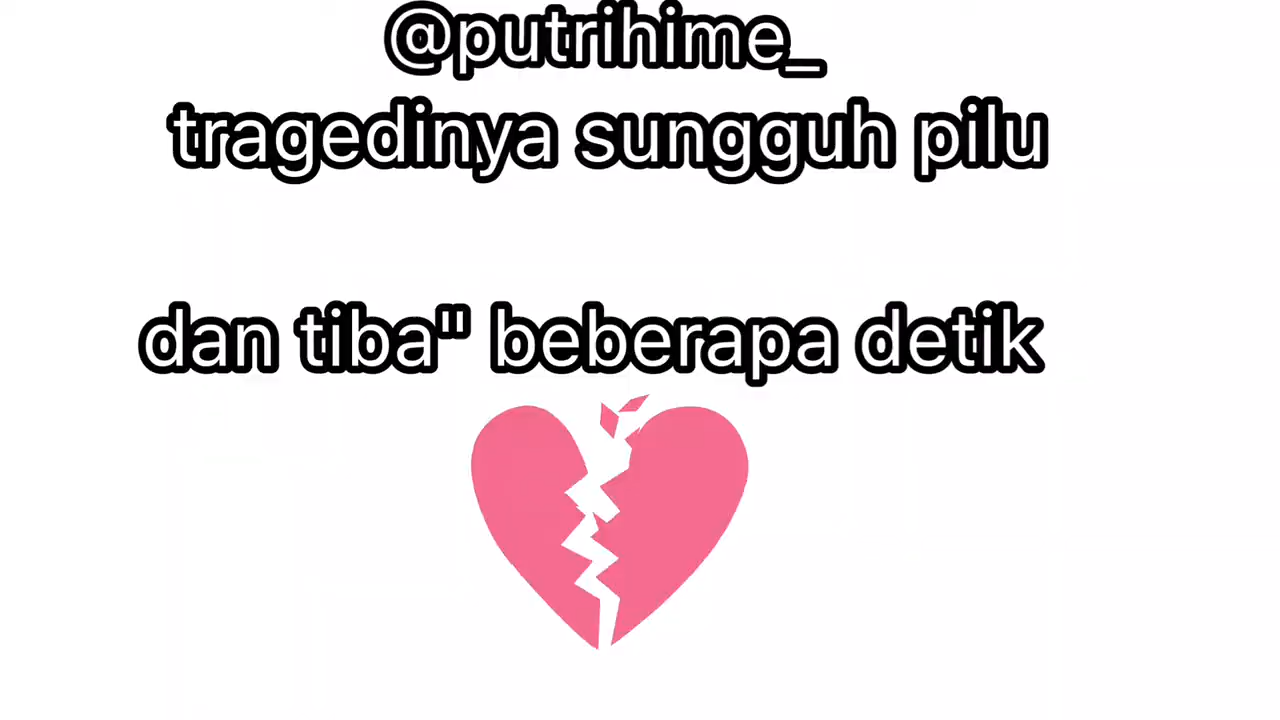 @putrihime_
tragedinya sungguh pilu
dan tiba" beberapa detik